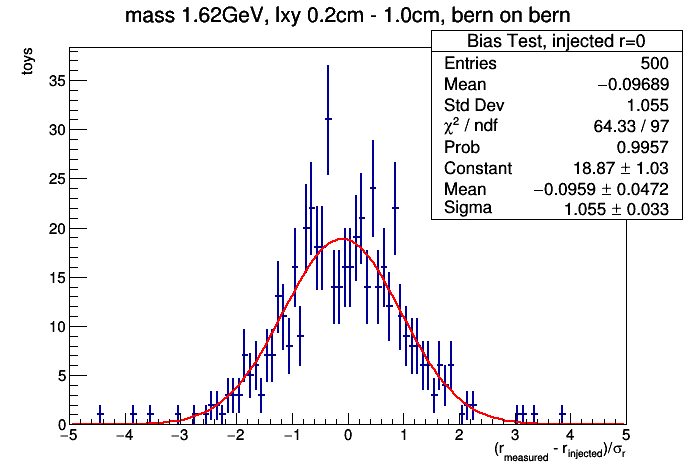 mass 1.62GeV, lxy 0.2cm - 1.0cm, bern on bern
Bias Test, injected r=0
Entries 500
Mean −0.09689
Std Dev 1.055
χ² / ndf 64.33 / 97
Prob 0.9957
Constant 18.87 ± 1.03
Mean −0.0959 ± 0.0472
Sigma 1.055 ± 0.033
toys
35
30
25
20
15
10
5
0
−5 −4 −3 −2 −1 0 1 2 3 4 5
(r_measured - r_injected)/σ_r